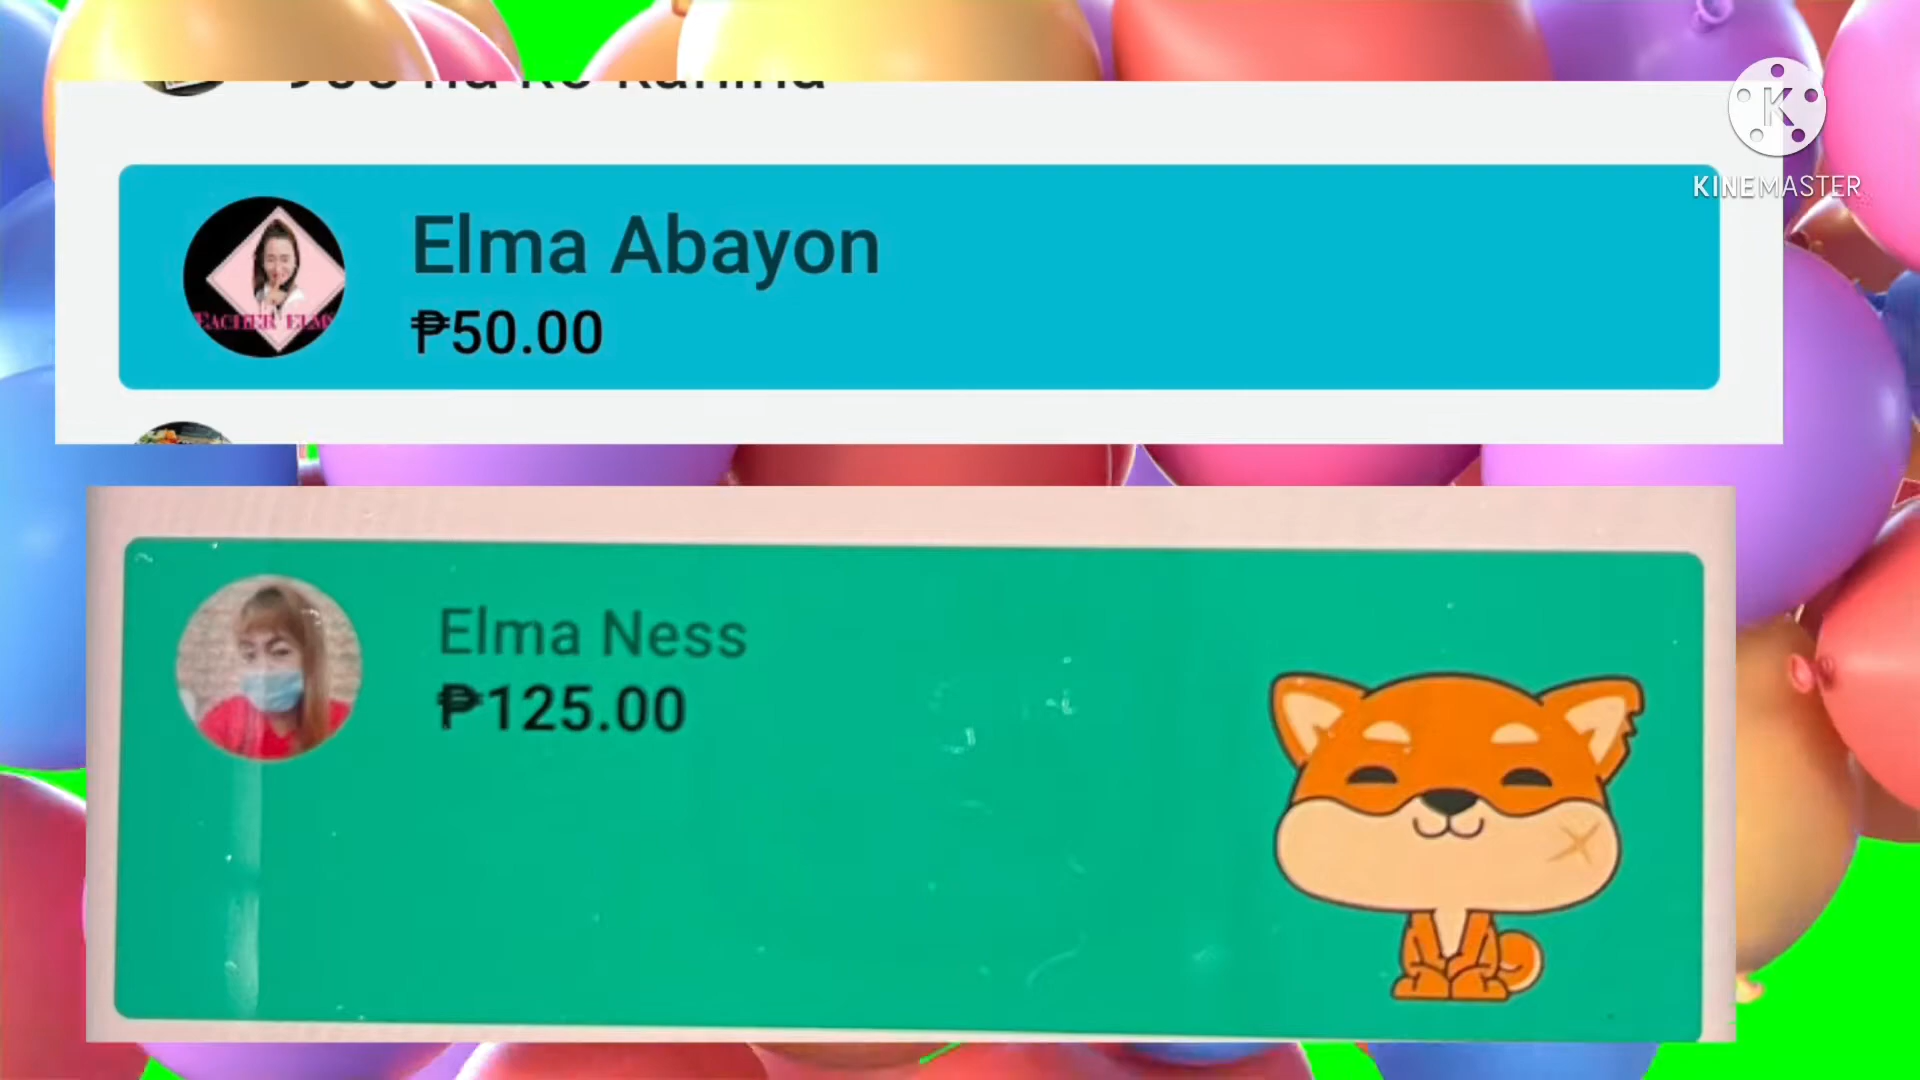 KINEMASTER
Elma Abayon
₱50.00
Elma Ness
₱125.00